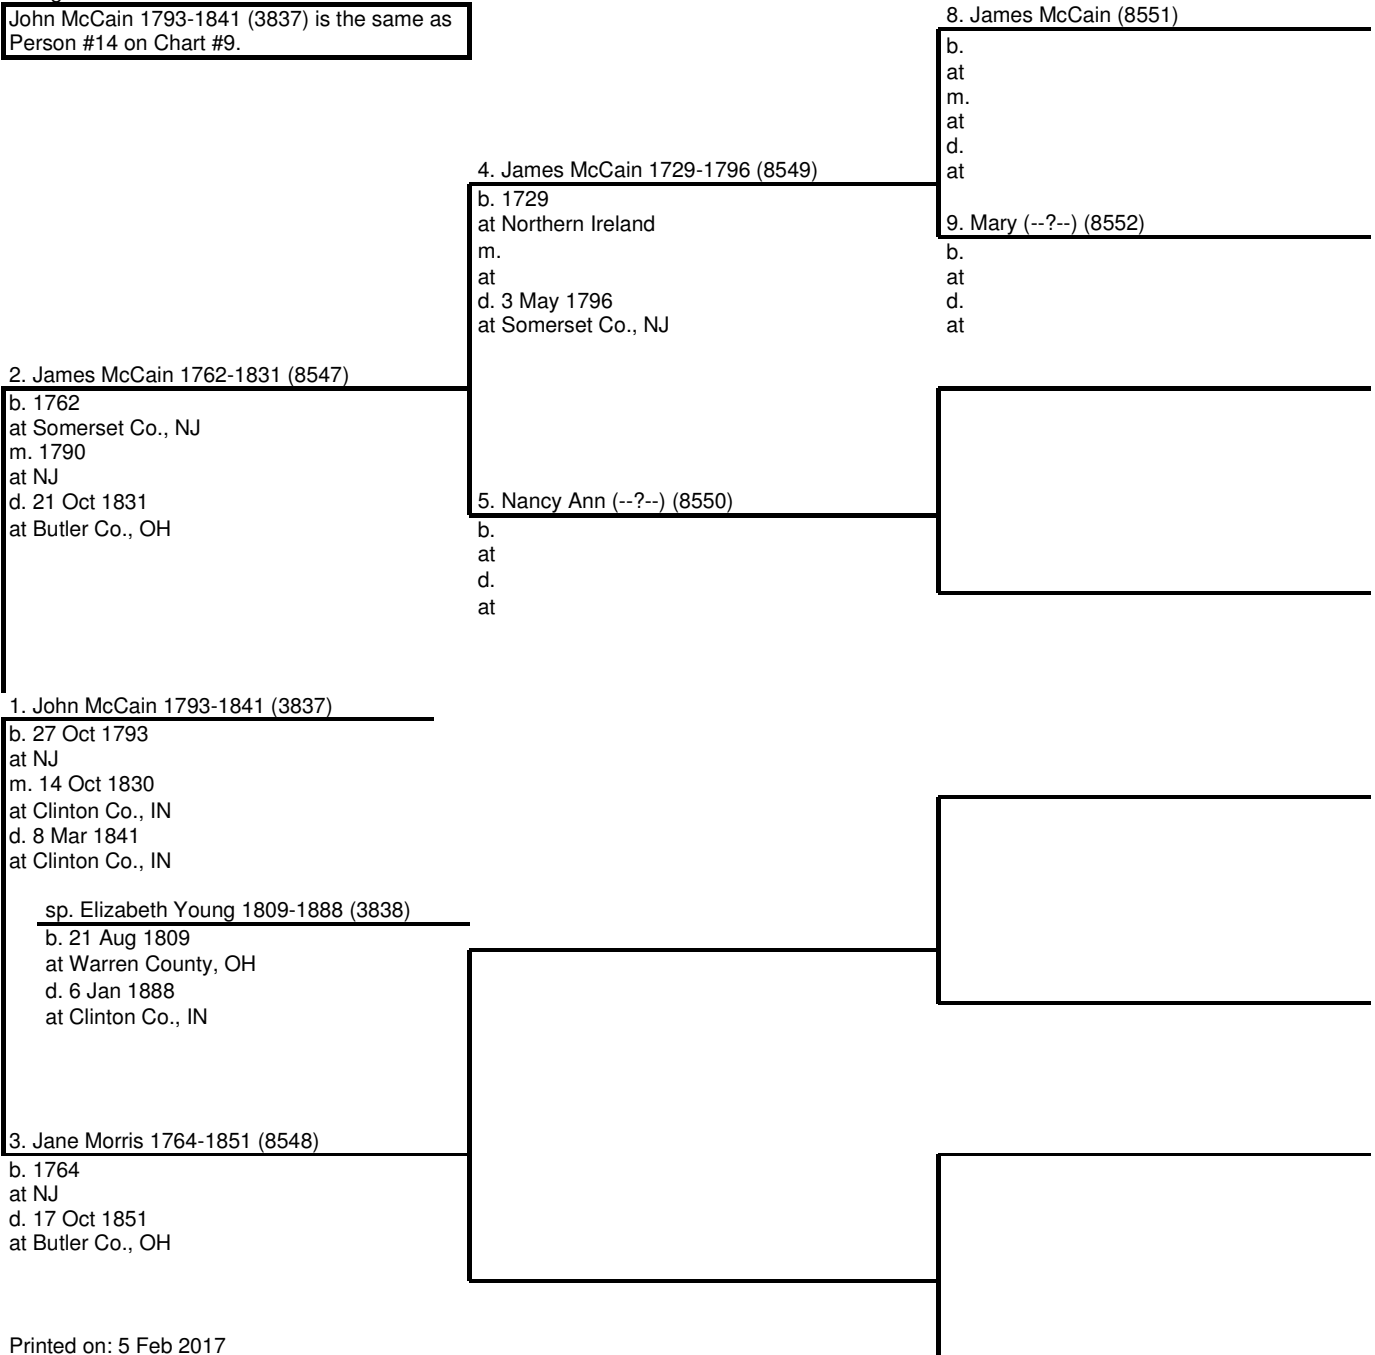 John McCain 1793-1841 (3837) is the same as
Person #14 on Chart #9.
8. James McCain (8551)
b.
at
m.
at
d.
at
4. James McCain 1729-1796 (8549)
b. 1729
at Northern Ireland
m.
at
d. 3 May 1796
at Somerset Co., NJ
9. Mary (--?--) (8552)
b.
at
d.
at
2. James McCain 1762-1831 (8547)
b. 1762
at Somerset Co., NJ
m. 1790
at NJ
d. 21 Oct 1831
at Butler Co., OH
5. Nancy Ann (--?--) (8550)
b.
at
d.
at
1. John McCain 1793-1841 (3837)
b. 27 Oct 1793
at NJ
m. 14 Oct 1830
at Clinton Co., IN
d. 8 Mar 1841
at Clinton Co., IN
sp. Elizabeth Young 1809-1888 (3838)
b. 21 Aug 1809
at Warren County, OH
d. 6 Jan 1888
at Clinton Co., IN
3. Jane Morris 1764-1851 (8548)
b. 1764
at NJ
d. 17 Oct 1851
at Butler Co., OH
Printed on: 5 Feb 2017